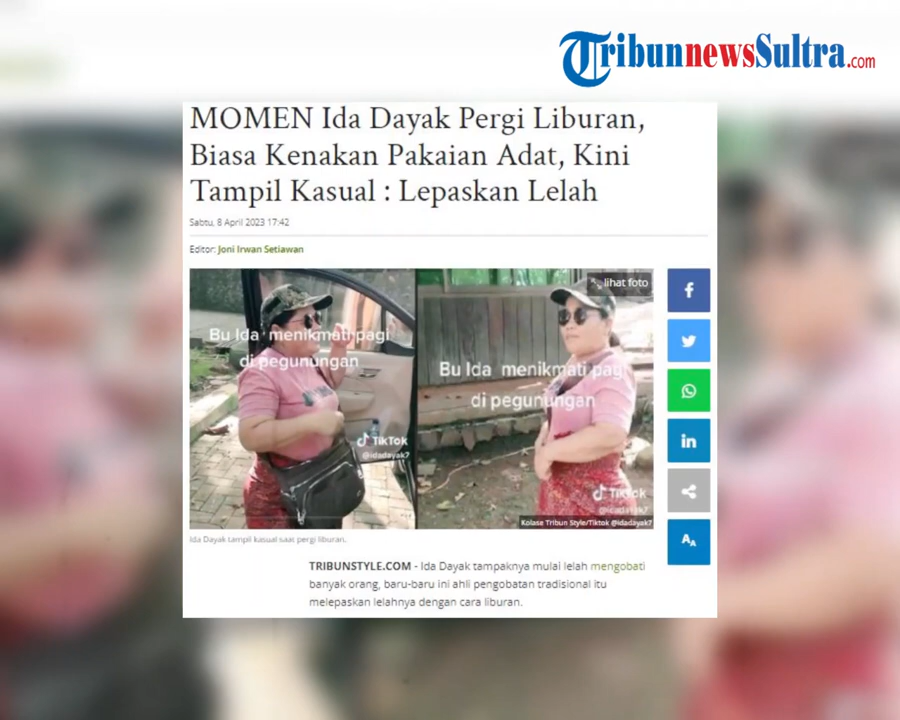 TribunnewsSultra.com
MOMEN Ida Dayak Pergi Liburan,
Biasa Kenakan Pakaian Adat, Kini
Tampil Kasual : Lepaskan Lelah
Sabtu, 8 April 2023 17:42
Editor: Joni Irwan Setiawan
lihat foto
Bu Ida menikmati pagi
di pegunungan
TikTok
@idadayak7
Bu Ida menikmati pagi
di pegunungan
TikTok
@idadayak7
Kolase Tribun Style/Tiktok @idadayak7
Ida Dayak tampil kasual saat pergi liburan.
f
in
AA
TRIBUNSTYLE.COM - Ida Dayak tampaknya mulai lelah mengobati
banyak orang, baru-baru ini ahli pengobatan tradisional itu
melepaskan lelahnya dengan cara liburan.